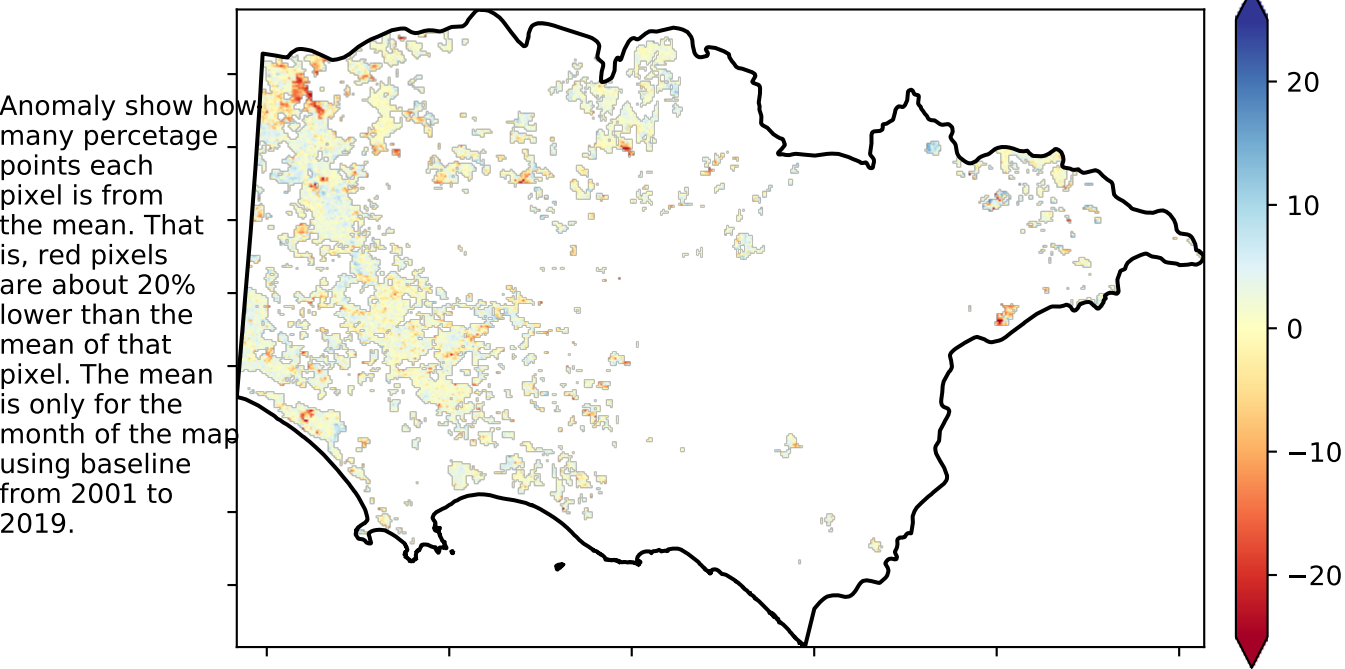 Anomaly show how
many percetage
points each
pixel is from
the mean. That
is, red pixels
are about 20%
lower than the
mean of that
pixel. The mean
is only for the
month of the map
using baseline
from 2001 to
2019.
20
10
0
−10
−20